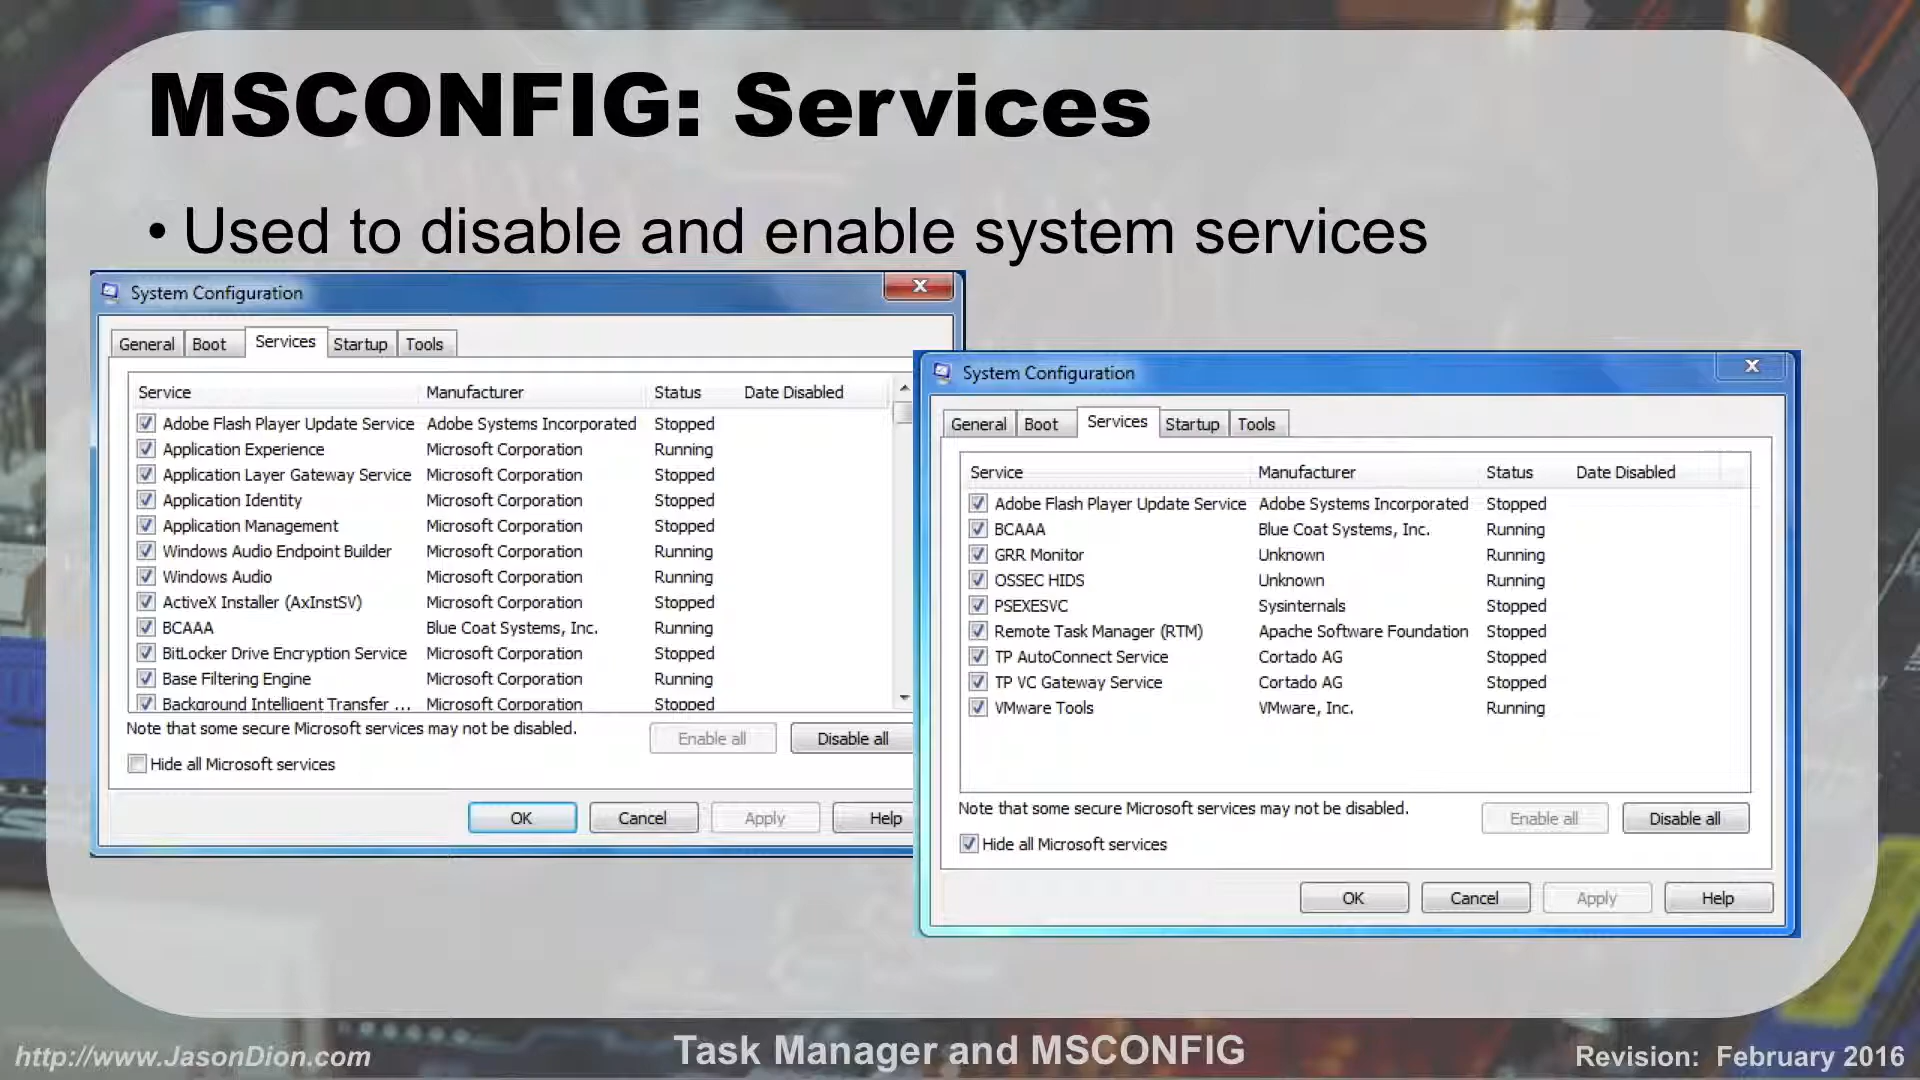 MSCONFIG: Services
• Used to disable and enable system services
System Configuration
General Boot Services Startup Tools
Service Manufacturer Status Date Disabled
Adobe Flash Player Update Service Adobe Systems Incorporated Stopped
Application Experience Microsoft Corporation Running
Application Layer Gateway Service Microsoft Corporation Stopped
Application Identity Microsoft Corporation Stopped
Application Management Microsoft Corporation Stopped
Windows Audio Endpoint Builder Microsoft Corporation Running
Windows Audio Microsoft Corporation Running
ActiveX Installer (AxInstSV) Microsoft Corporation Stopped
BCAAA Blue Coat Systems, Inc. Running
BitLocker Drive Encryption Service Microsoft Corporation Stopped
Base Filtering Engine Microsoft Corporation Running
Background Intelligent Transfer ... Microsoft Corporation Stopped
Note that some secure Microsoft services may not be disabled.
Enable all Disable all
Hide all Microsoft services
OK Cancel Apply Help
System Configuration
General Boot Services Startup Tools
Service Manufacturer Status Date Disabled
Adobe Flash Player Update Service Adobe Systems Incorporated Stopped
BCAAA Blue Coat Systems, Inc. Running
GRR Monitor Unknown Running
OSSEC HIDS Unknown Running
PSEXESVC Sysinternals Stopped
Remote Task Manager (RTM) Apache Software Foundation Stopped
TP AutoConnect Service Cortado AG Stopped
TP VC Gateway Service Cortado AG Stopped
VMware Tools VMware, Inc. Running
Note that some secure Microsoft services may not be disabled.
Enable all Disable all
Hide all Microsoft services
OK Cancel Apply Help
http://www.JasonDion.com
Task Manager and MSCONFIG
Revision: February 2016